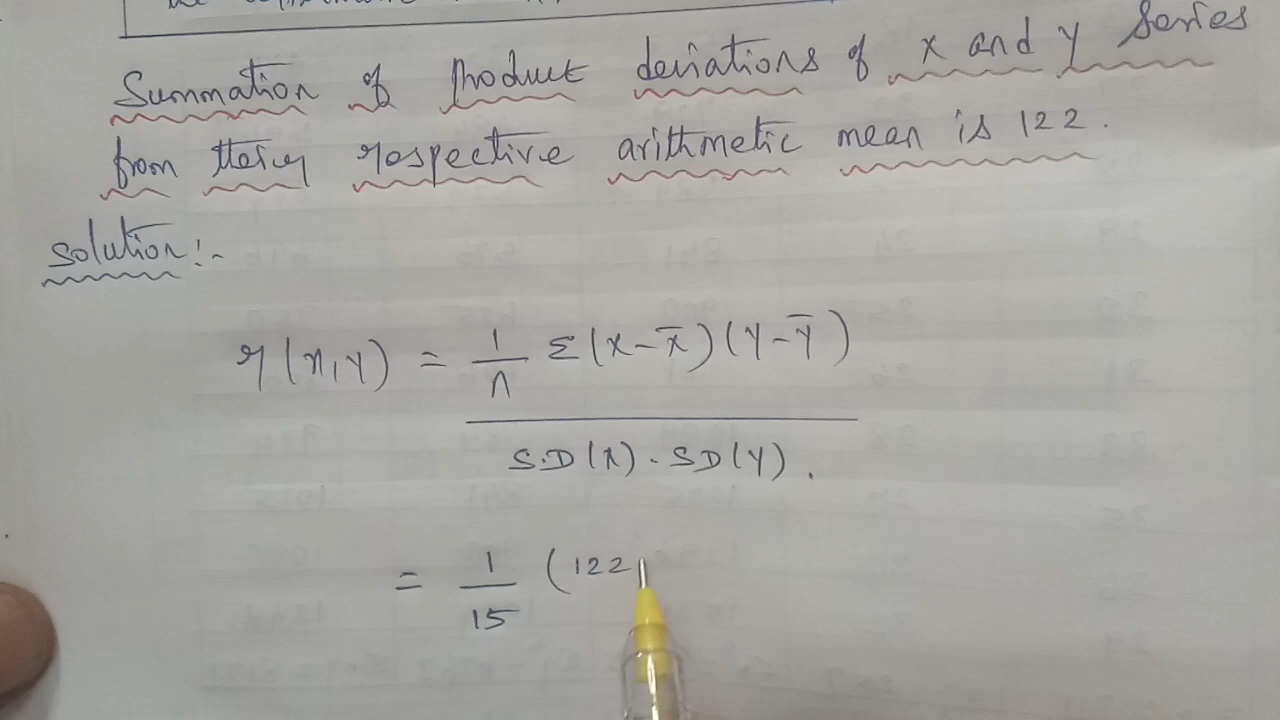 Summation of Product deviations of x and y series
from their respective arithmetic mean is 122.
Solution:-
r(x,y) = 1/n Σ(x-x̄)(y-ȳ)
S.D(x).SD(y).
= 1/15 (122